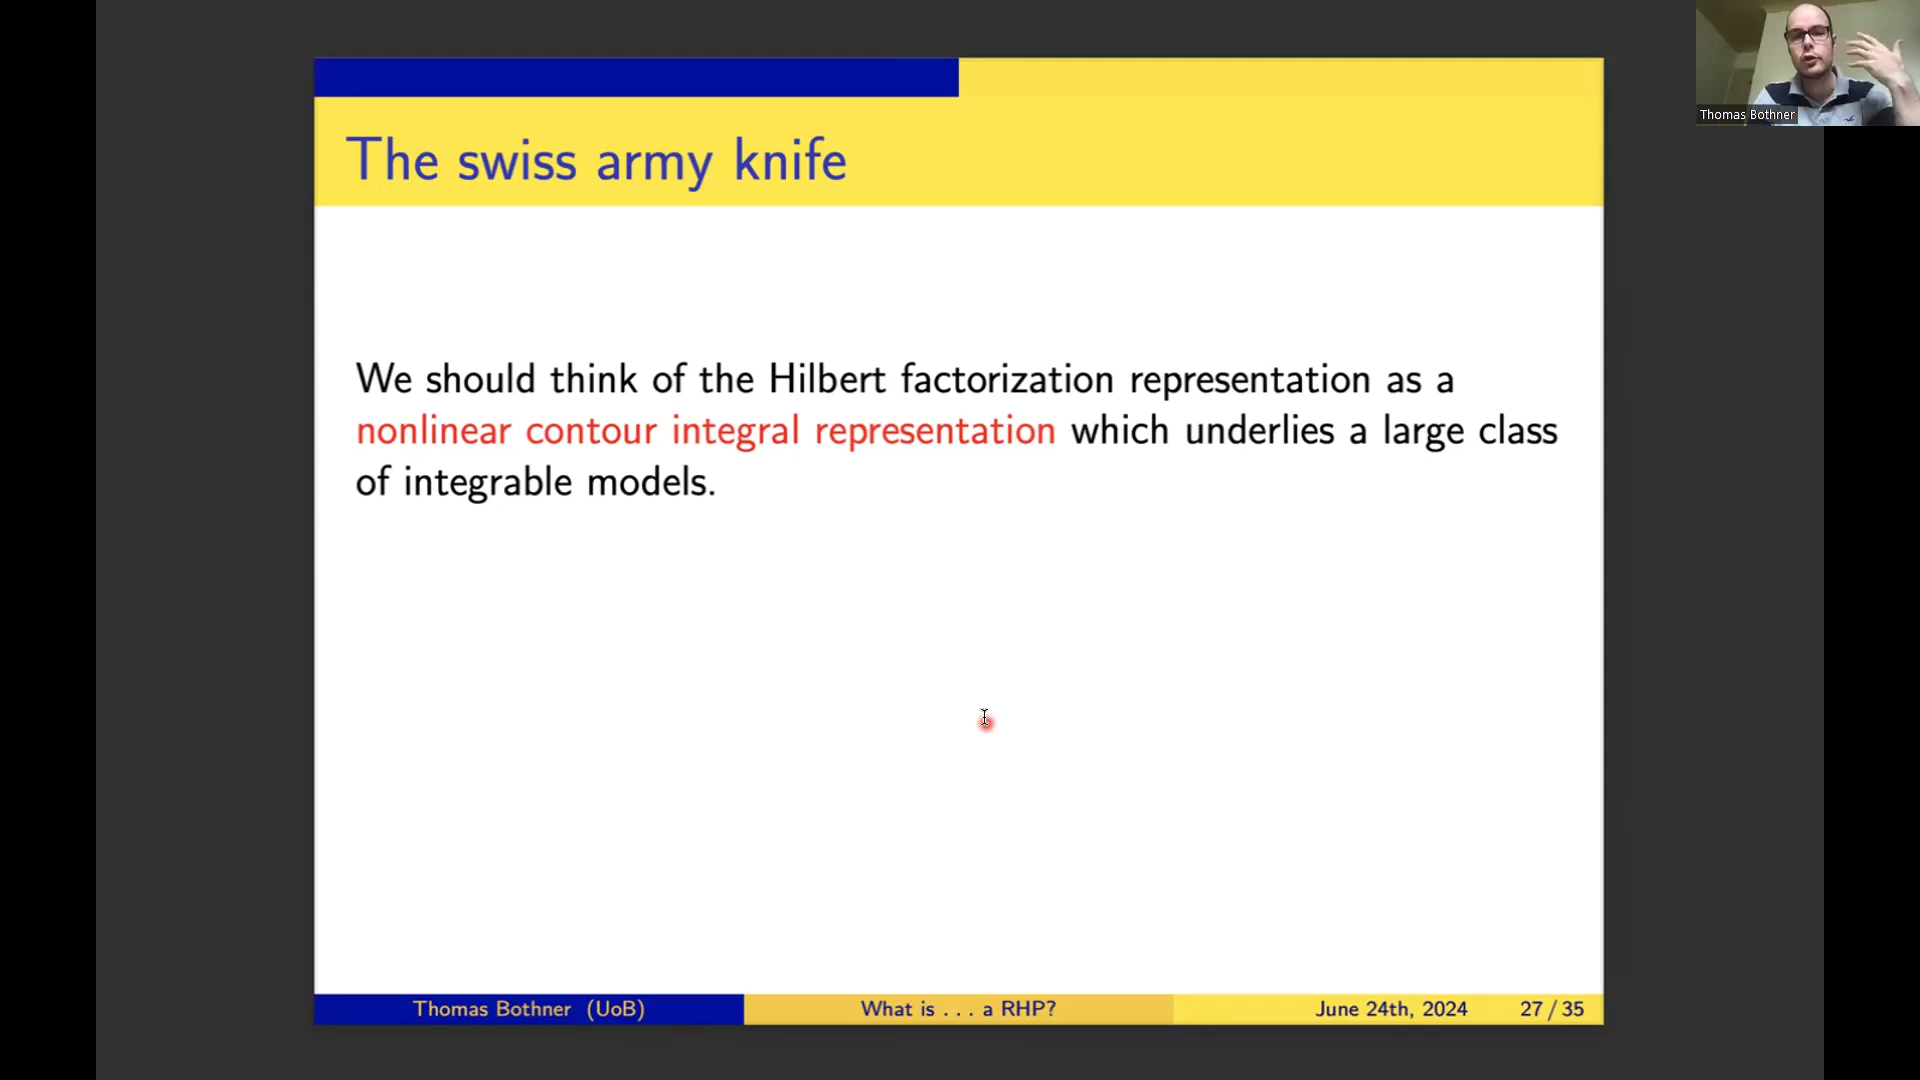 Thomas Bothner
The swiss army knife
We should think of the Hilbert factorization representation as a
nonlinear contour integral representation which underlies a large class
of integrable models.
Thomas Bothner (UoB)
What is . . . a RHP?
June 24th, 2024
27 / 35